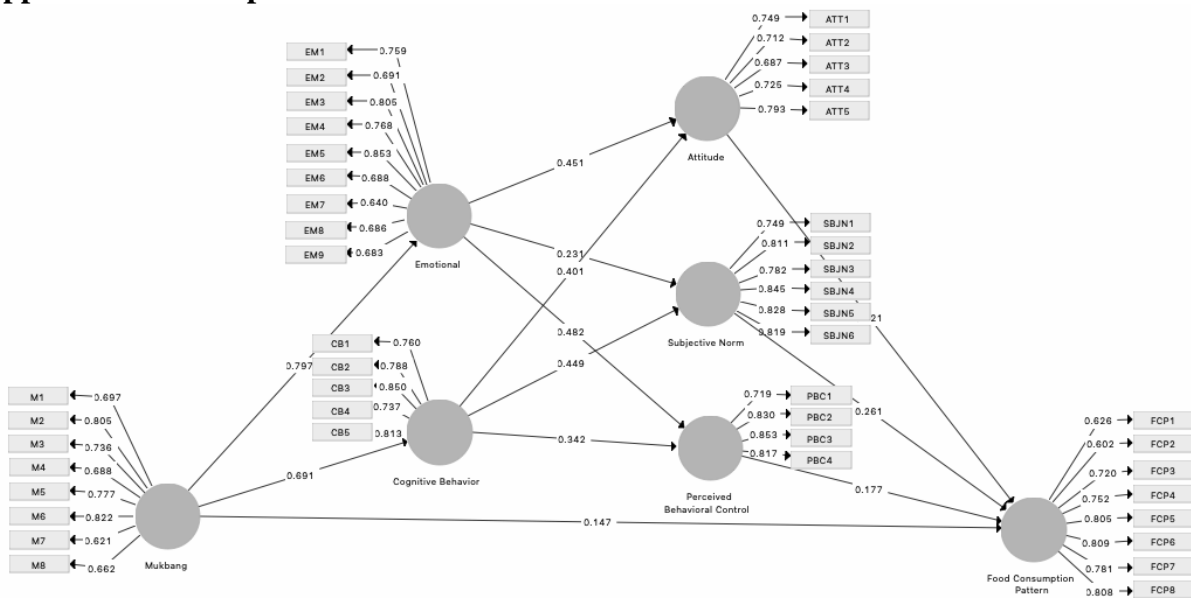 EM1
0.759
EM2
0.691
EM3
0.805
EM4
0.768
EM5
0.853
EM6
0.688
EM7
0.640
EM8
0.686
EM9
0.683
Emotional
0.749
ATT1
0.712
ATT2
0.687
ATT3
0.725
ATT4
0.793
ATT5
Attitude
0.451
0.231
0.401
0.482
0.449
0.342
0.749
SBJN1
0.811
SBJN2
0.782
SBJN3
0.845
SBJN4
0.828
SBJN5
0.819
SBJN6
21
Subjective Norm
CB1
0.760
CB2
0.788
CB3
0.850
CB4
0.737
CB5
0.813
Cognitive Behavior
0.797
0.691
0.719
PBC1
0.830
PBC2
0.853
PBC3
0.817
PBC4
Perceived
Behavioral Control
0.261
0.177
0.147
M1
0.697
M2
0.805
M3
0.736
M4
0.688
M5
0.777
M6
0.822
M7
0.621
M8
0.662
Mukbang
0.626
FCP1
0.602
FCP2
0.720
FCP3
0.752
FCP4
0.805
FCP5
0.809
FCP6
0.781
FCP7
0.808
FCP8
Food Consumption
Pattern